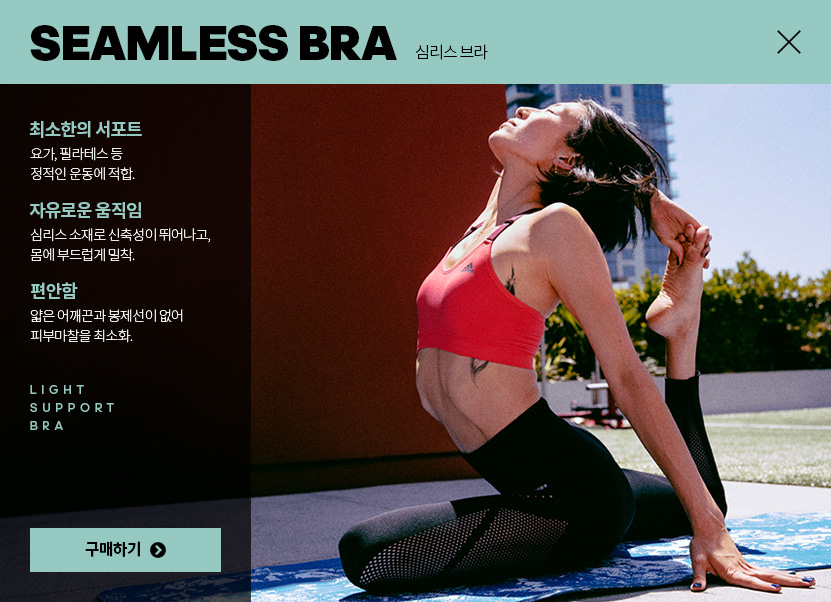 SEAMLESS BRA 심리스 브라
최소한의 서포트
요가, 필라테스 등
정적인 운동에 적합.
자유로운 움직임
심리스 소재로 신축성이 뛰어나고,
몸에 부드럽게 밀착.
편안함
얇은 어깨끈과 봉제선이 없어
피부마찰을 최소화.
LIGHT
SUPPORT
BRA
구매하기